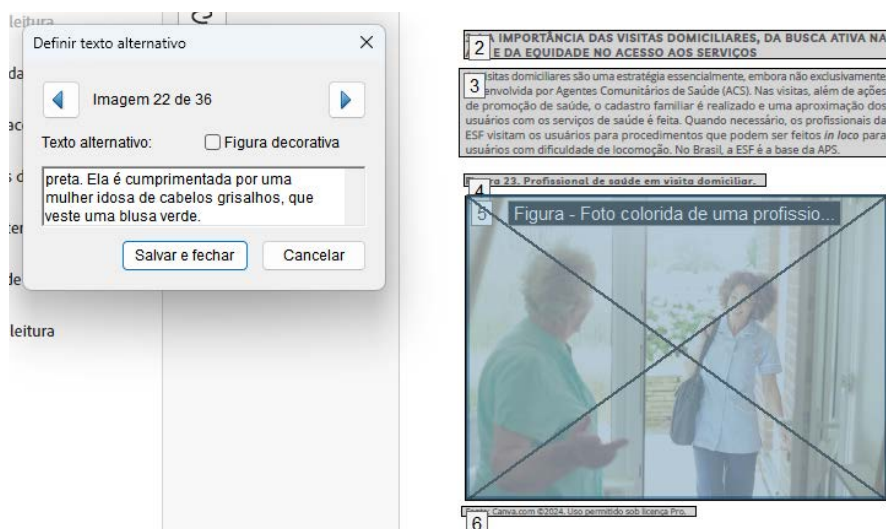 leitura
Definir texto alternativo
Imagem 22 de 36
Texto alternativo:
Figura decorativa
preta. Ela é cumprimentada por uma
mulher idosa de cabelos grisalhos, que
veste uma blusa verde.
Salvar e fechar
Cancelar
leitura
2
A IMPORTÂNCIA DAS VISITAS DOMICILIARES, DA BUSCA ATIVA NA
E DA EQUIDADE NO ACESSO AOS SERVIÇOS
3
sitas domiciliares são uma estratégia essencialmente, embora não exclusivamente
envolvida por Agentes Comunitários de Saúde (ACS). Nas visitas, além de ações
de promoção de saúde, o cadastro familiar é realizado e uma aproximação dos
usuários com os serviços de saúde é feita. Quando necessário, os profissionais da
ESF visitam os usuários para procedimentos que podem ser feitos in loco para
usuários com dificuldade de locomoção. No Brasil, a ESF é a base da APS.
4
ra 23. Profissional de saúde em visita domiciliar.
5
Figura - Foto colorida de uma profissio...
Canva.com ©2024. Uso permitido sob licença Pro.
6